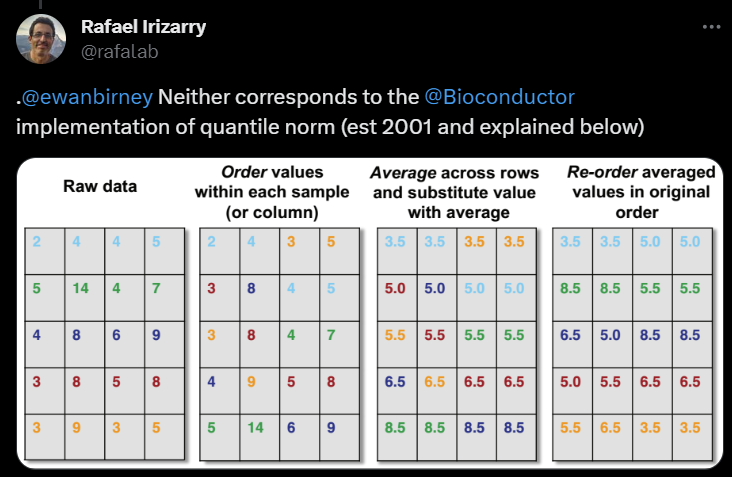 Rafael Irizarry
@rafalab
.@ewanbirney Neither corresponds to the @Bioconductor
implementation of quantile norm (est 2001 and explained below)
Raw data
2 4 4 5
5 14 4 7
4 8 6 9
3 8 5 8
3 9 3 5
Order values
within each sample
(or column)
2 4 3 5
3 8 4 5
3 8 4 7
4 9 5 8
5 14 6 9
Average across rows
and substitute value
with average
3.5 3.5 3.5 3.5
5.0 5.0 5.0 5.0
5.5 5.5 5.5 5.5
6.5 6.5 6.5 6.5
8.5 8.5 8.5 8.5
Re-order averaged
values in original
order
3.5 3.5 5.0 5.0
8.5 8.5 5.5 5.5
6.5 5.0 8.5 8.5
5.0 5.5 6.5 6.5
5.5 6.5 3.5 3.5